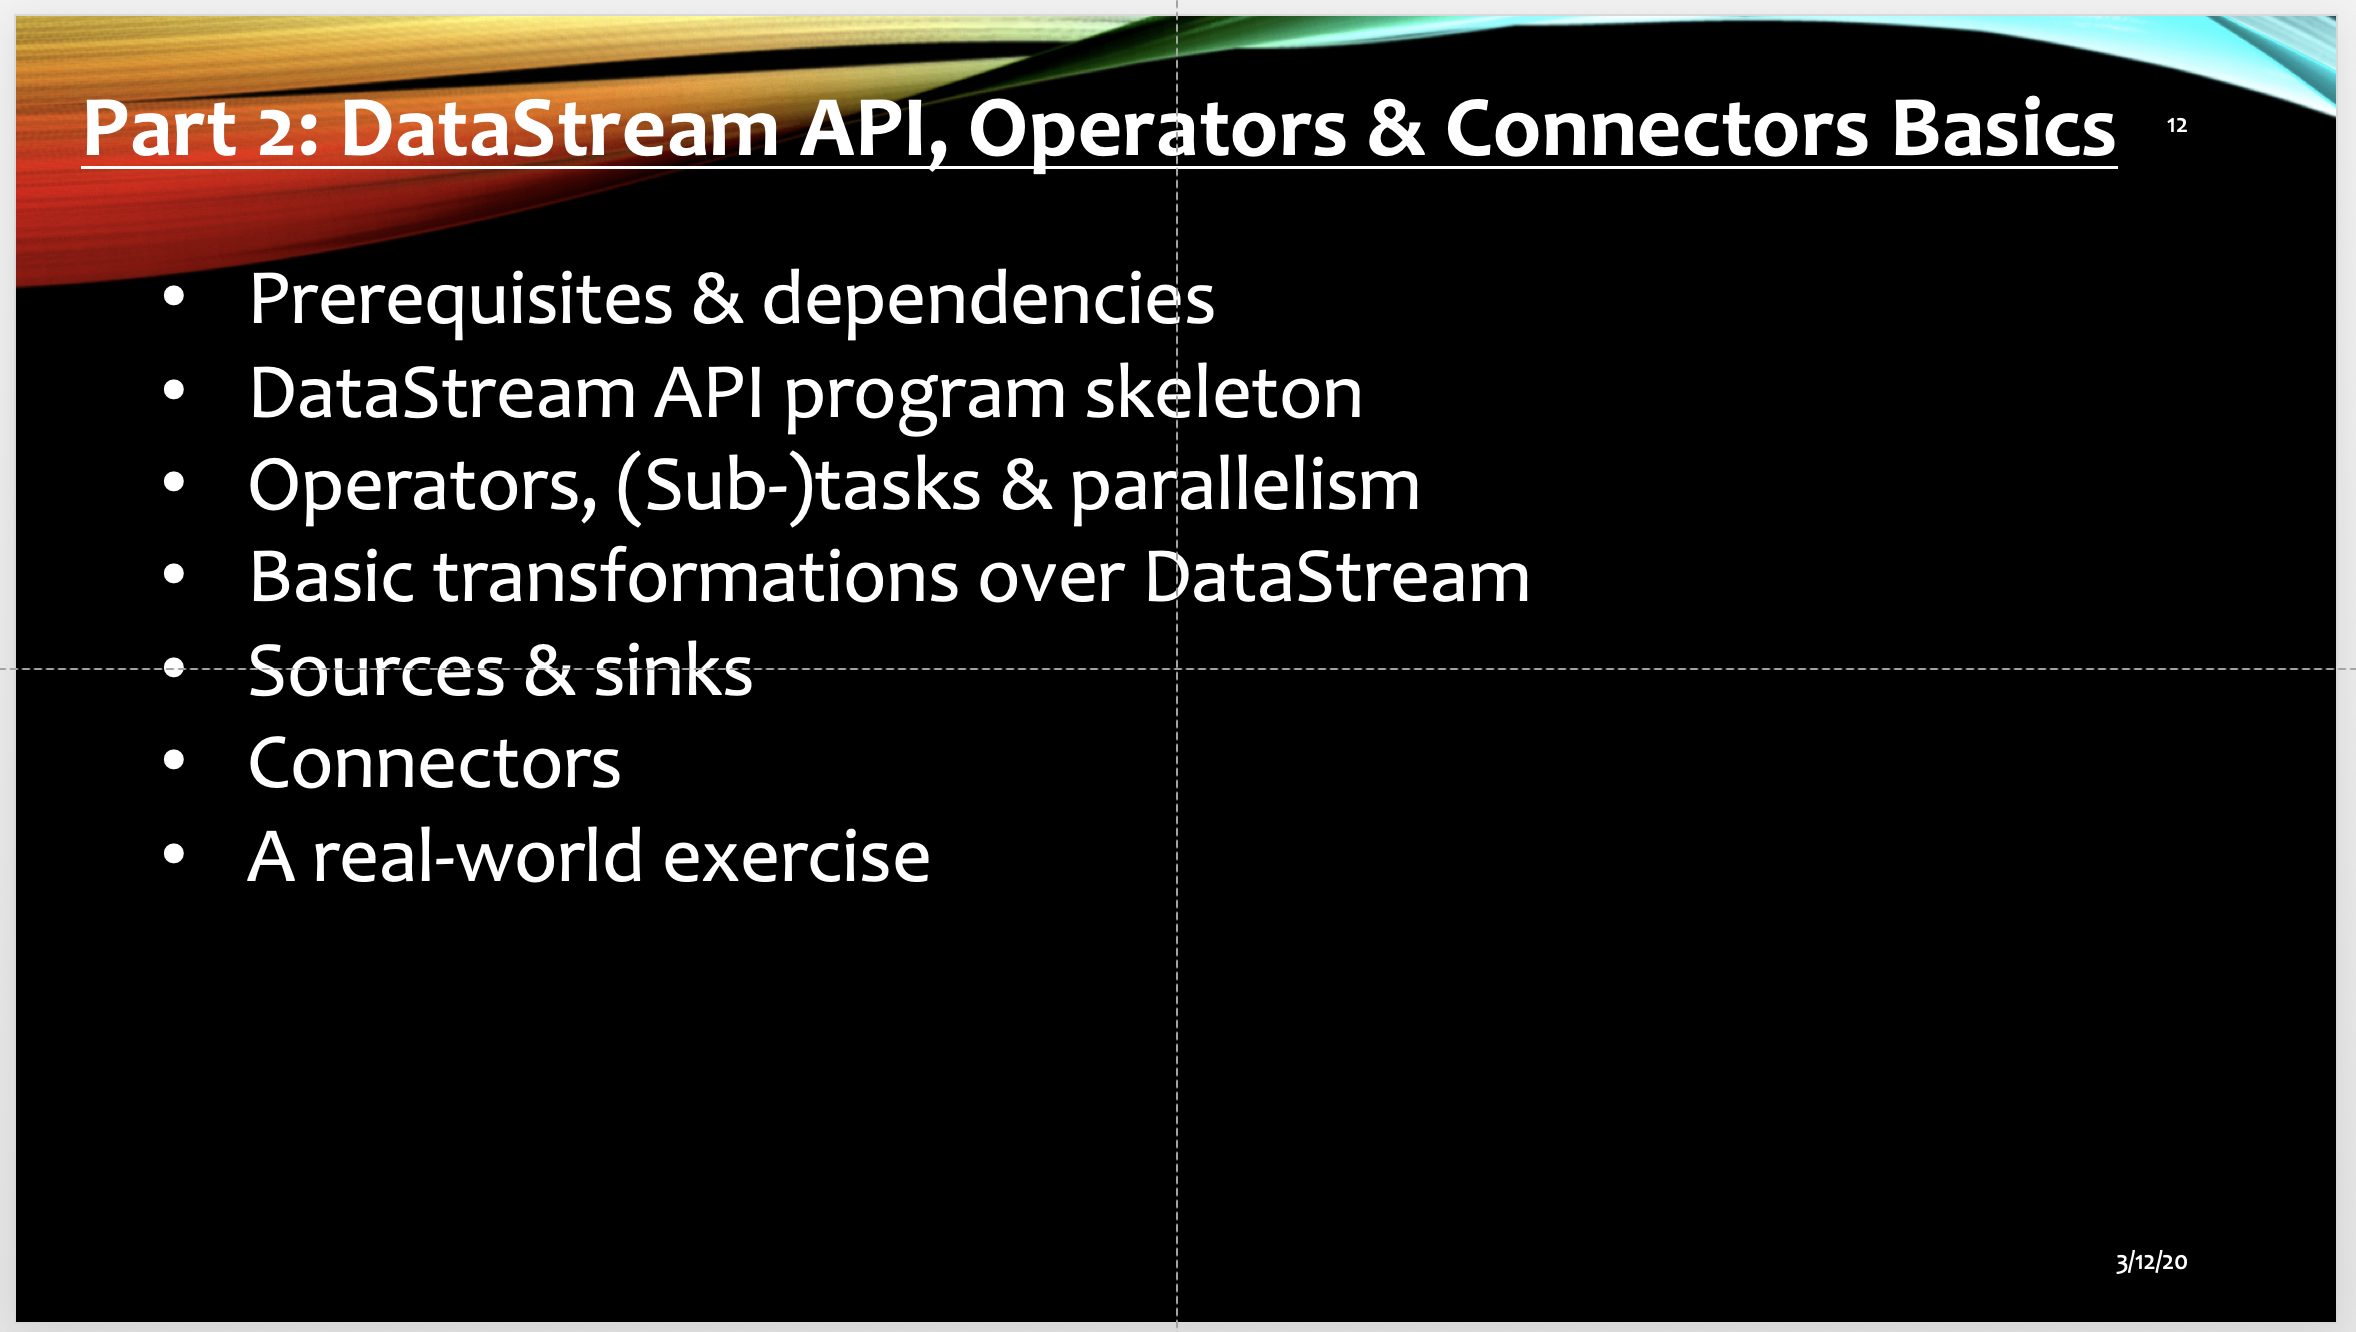 Part 2: DataStream API, Operators & Connectors Basics
12
• Prerequisites & dependencies
• DataStream API program skeleton
• Operators, (Sub-)tasks & parallelism
• Basic transformations over DataStream
• Sources & sinks
• Connectors
• A real-world exercise
3/12/20